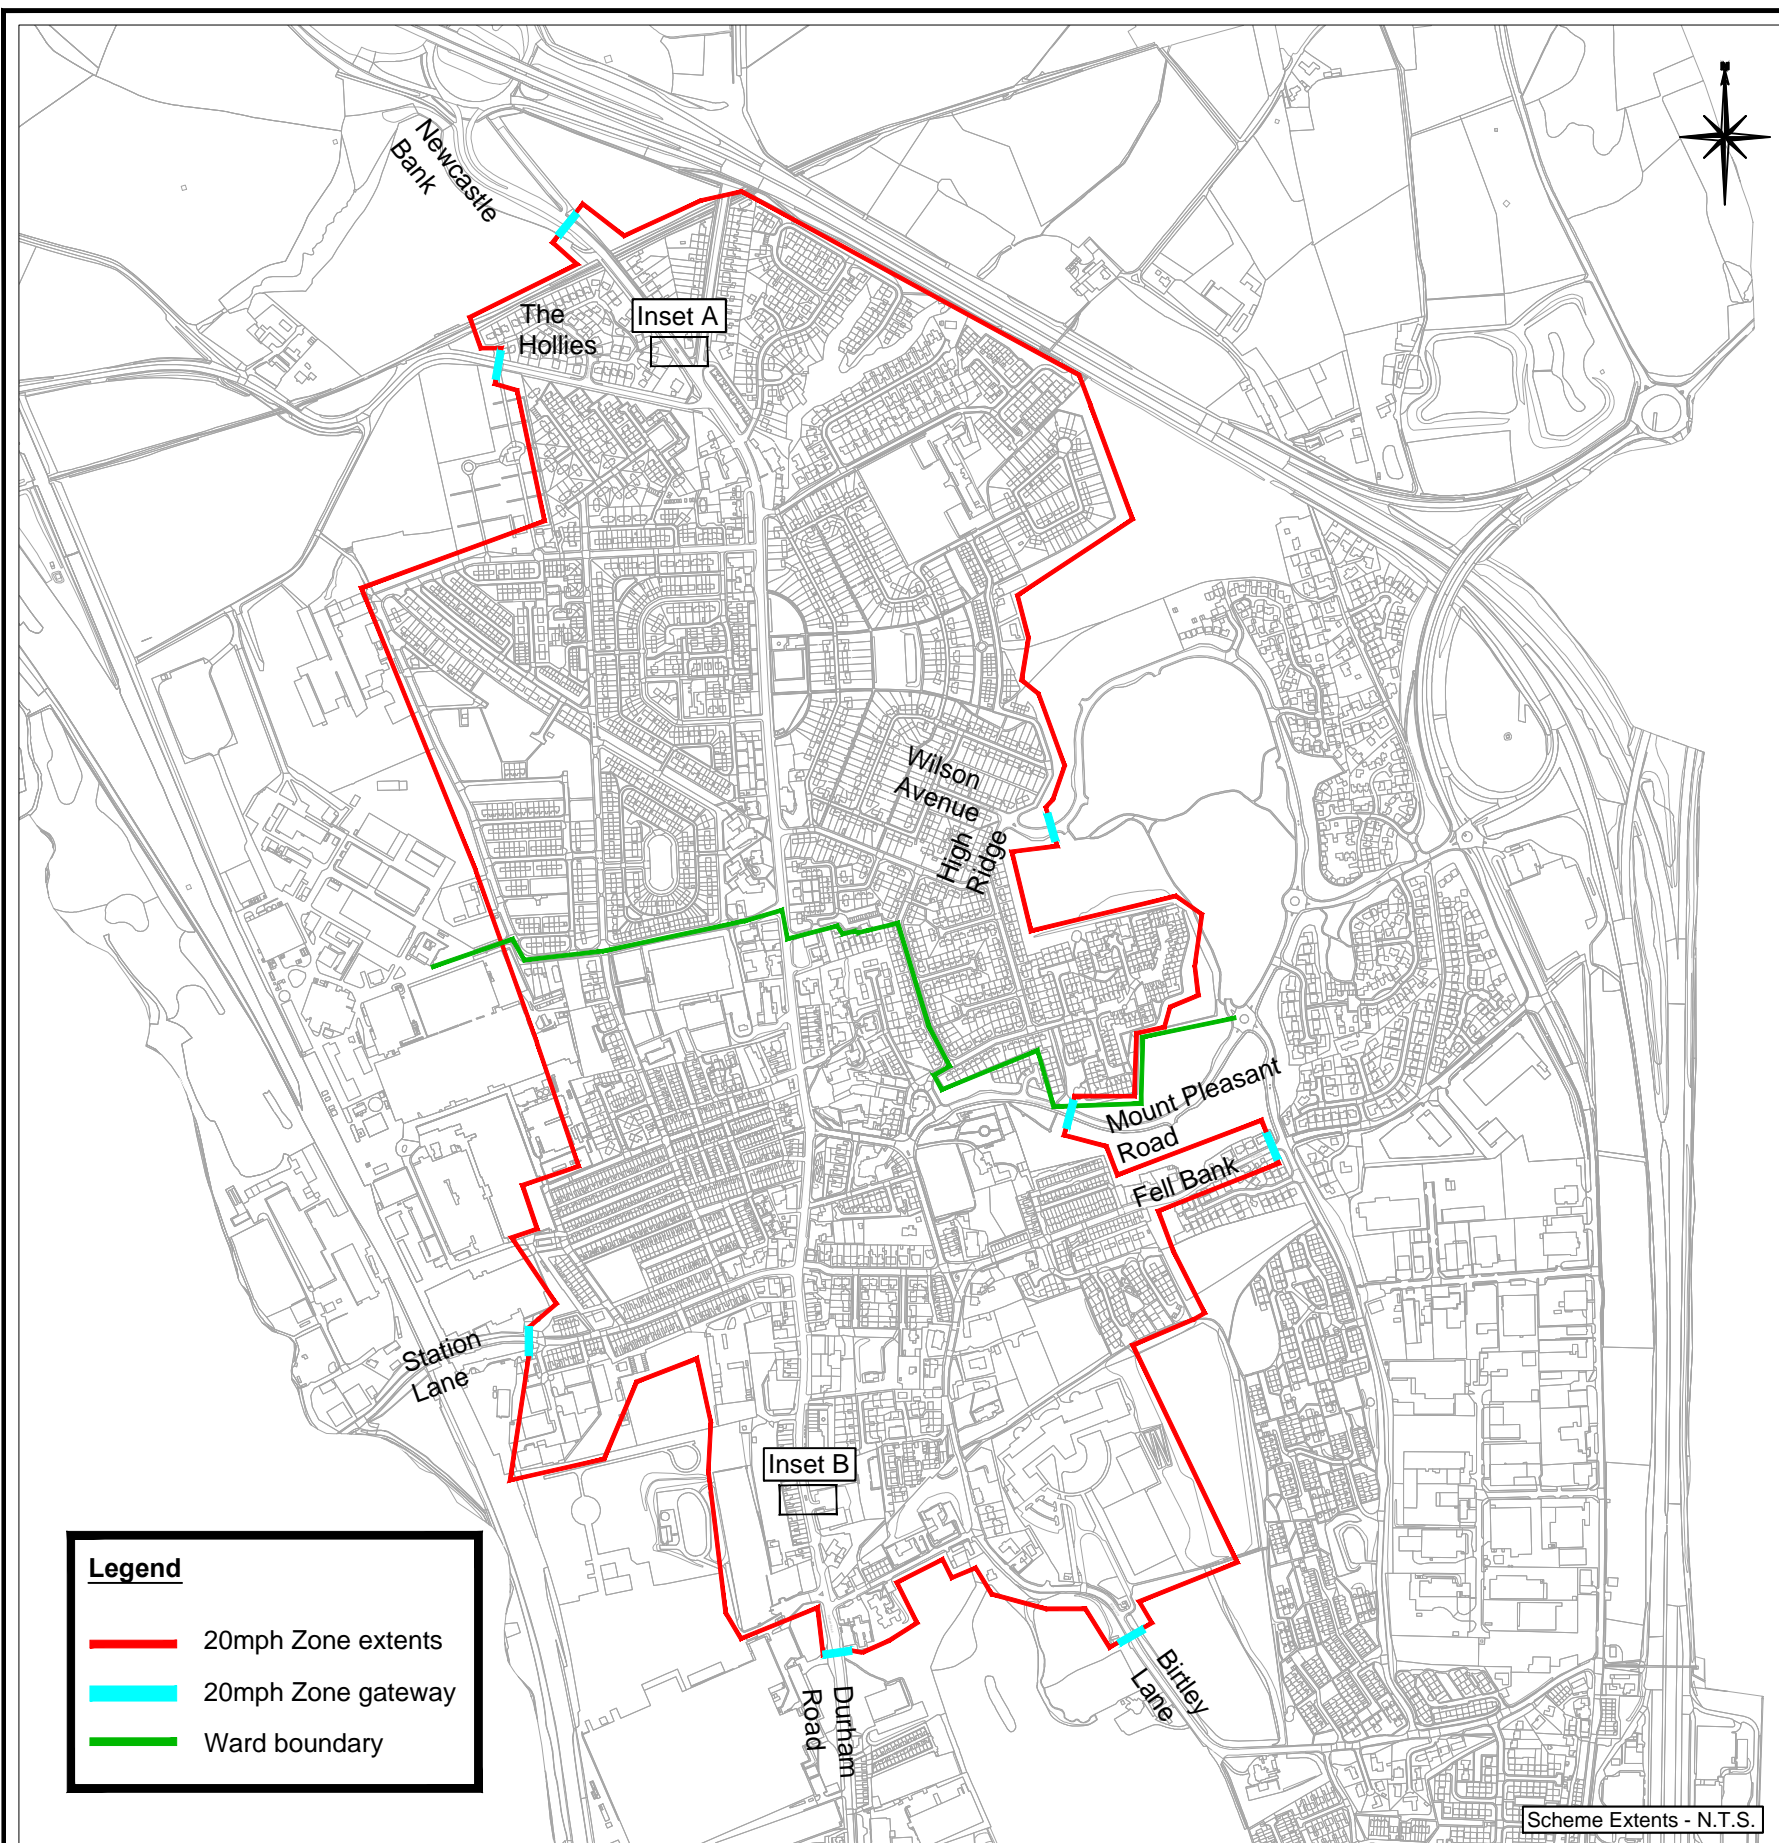 Newcastle
Bank
The
Hollies
Inset A
Wilson
Avenue
High
Ridge
Mount Pleasant
Road
Fell Bank
Station
Lane
Inset B
Durham
Road
Birtley
Lane
Legend
20mph Zone extents
20mph Zone gateway
Ward boundary
Scheme Extents - N.T.S.